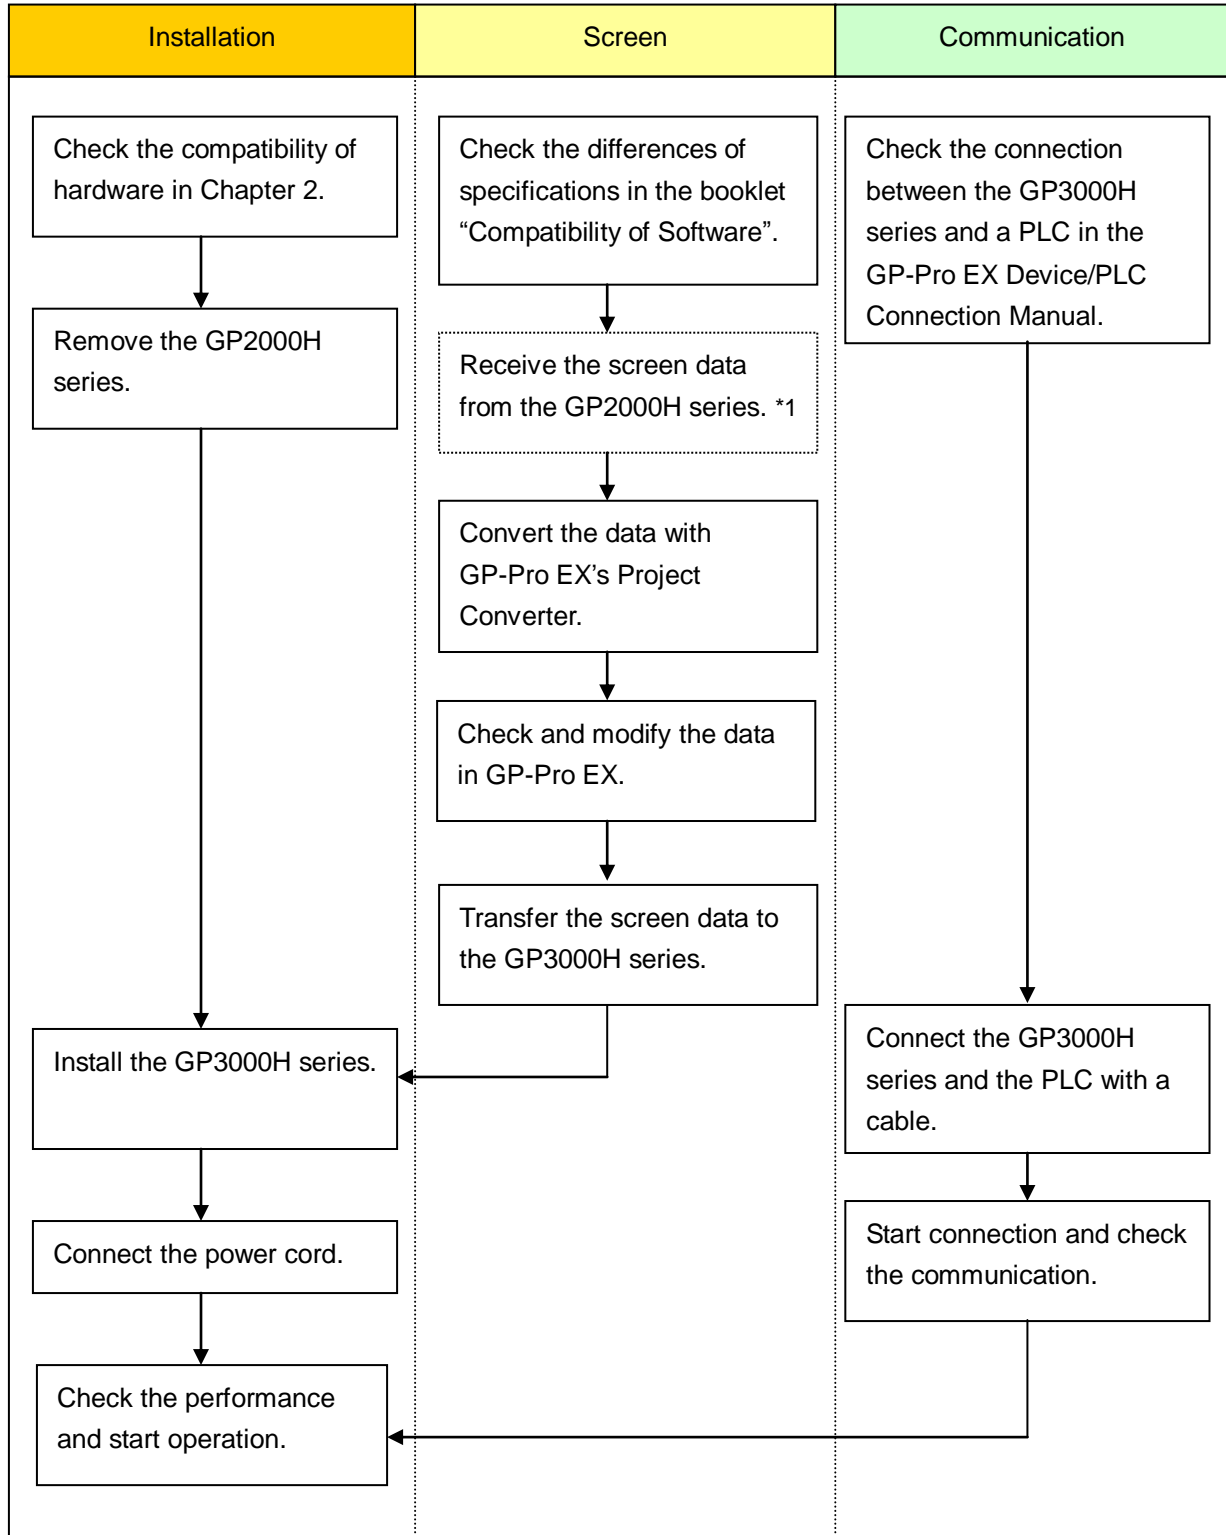 Installation
Screen
Communication
Check the compatibility of
hardware in Chapter 2.
Remove the GP2000H
series.
Install the GP3000H series.
Connect the power cord.
Check the performance
and start operation.
Check the differences of
specifications in the booklet
“Compatibility of Software”.
Receive the screen data
from the GP2000H series. *1
Convert the data with
GP-Pro EX’s Project
Converter.
Check and modify the data
in GP-Pro EX.
Transfer the screen data to
the GP3000H series.
Check the connection
between the GP3000H
series and a PLC in the
GP-Pro EX Device/PLC
Connection Manual.
Connect the GP3000H
series and the PLC with a
cable.
Start connection and check
the communication.